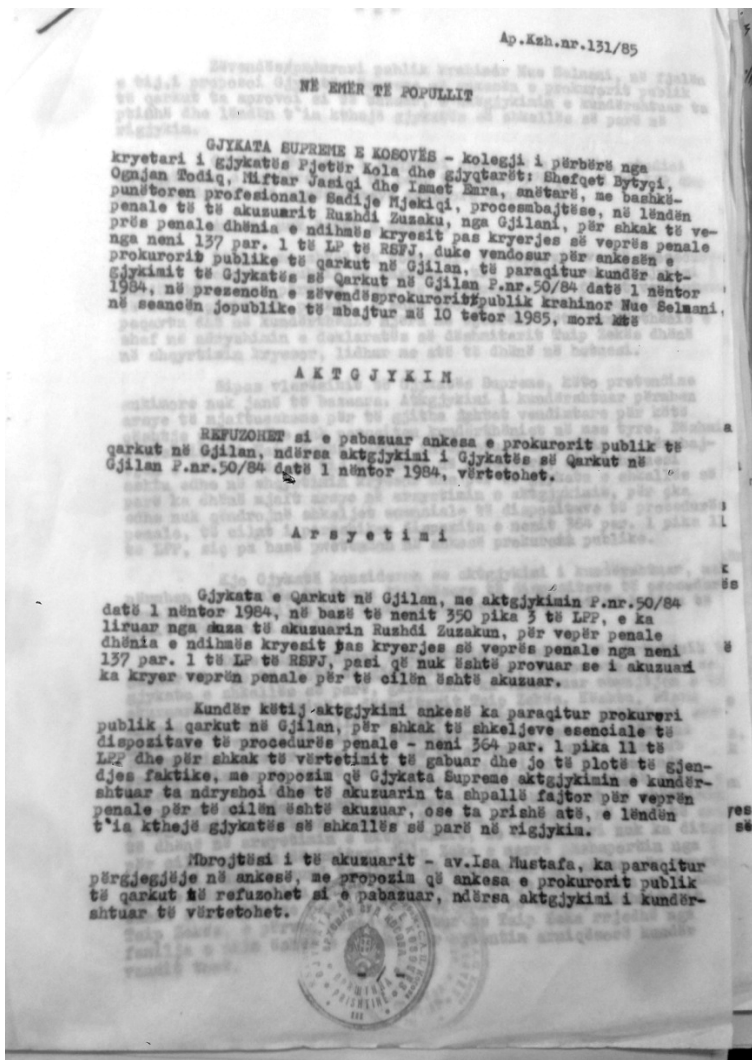 Ap.Kzh.nr.131/85
NË EMËR TË POPULLIT
GJYKATA SUPREME E KOSOVËS - kolegji i përbërë nga
kryetari i gjykatës Pjetër Kola dhe gjyqtarët: Shefqet Bytyqi,
Ognjan Todiq, Miftar Jasiqi dhe Ismet Emra, anëtarë, me bashkë-
punëtoren profesionale Sadije Mjekiqi, procesmbajtëse, në lëndën
penale të të akuzuarit Ruzhdi Zuzaku, nga Gjilani, për shkak të ve-
prës penale dhënia e ndihmës kryesit pas kryerjes së veprës penale
nga neni 137 par. 1 të LP të RSFJ, duke vendosur për ankesën e
prokurorit publik të qarkut në Gjilan, të paraqitur kundër akt-
gjykimit të Gjykatës së Qarkut në Gjilan P.nr.50/84 datë 1 nëntor
1984, në prezencën e zëvendësprokurorit publik krahinor Nue Selmani,
në seancën jopublike të mbajtur më 10 tetor 1985, mori këtë
A K T G J Y K I M
REFUZOHET si e pabazuar ankesa e prokurorit publik të
qarkut në Gjilan, ndërsa aktgjykimi i Gjykatës së Qarkut në
Gjilan P.nr.50/84 datë 1 nëntor 1984, vërtetohet.
A r s y e t i m i
Gjykata e Qarkut në Gjilan, me aktgjykimin P.nr.50/84
datë 1 nëntor 1984, në bazë të nenit 350 pika 3 të LPP, e ka
liruar nga akuza të akuzuarin Ruzhdi Zuzakun, për vepër penale
dhënia e ndihmës kryesit pas kryerjes së veprës penale nga neni
137 par. 1 të LP të RSFJ, pasi që nuk është provuar se i akuzuari
ka kryer veprën penale për të cilën është akuzuar.
Kundër këtij aktgjykimi ankesë ka paraqitur prokurori
publik i qarkut në Gjilan, për shkak të shkeljeve esenciale të
dispozitave të procedurës penale - neni 364 par. 1 pika 11 të
LPP dhe për shkak të vërtetimit të gabuar dhe jo të plotë të gjen-
djes faktike, me propozim që Gjykata Supreme aktgjykimin e kundër-
shtuar ta ndryshoi dhe të akuzuarin ta shpallë fajtor për veprën
penale për të cilën është akuzuar, ose ta prishë atë, e lëndën
t'ia kthejë gjykatës së shkallës së parë në rigjykim.
Mbrojtësi i të akuzuarit - av.Isa Mustafa, ka paraqitur
përgjegjëje në ankesë, me propozim që ankesa e prokurorit publik
të qarkut të refuzohet si e pabazuar, ndërsa aktgjykimi i kundër-
shtuar të vërtetohet.